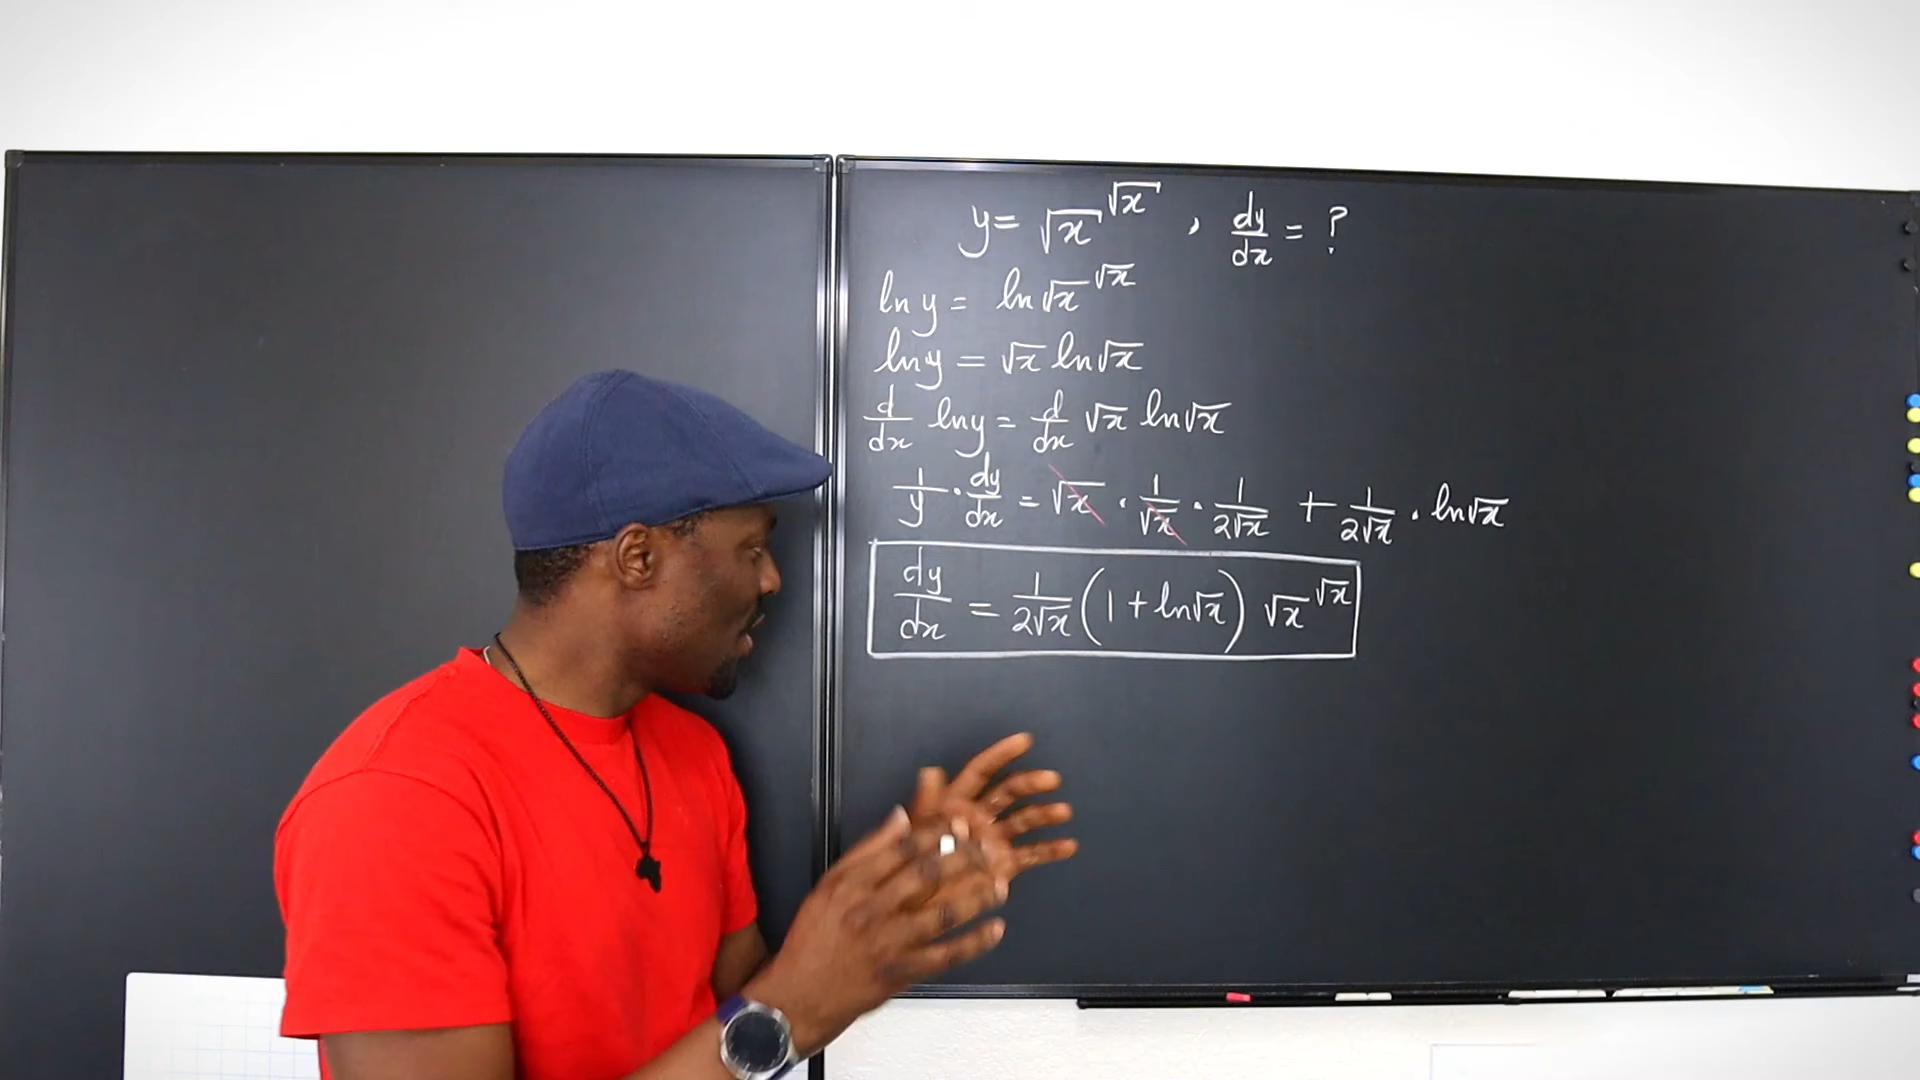 y = √x^√x , dy/dx = ?
ln y = ln √x^√x
ln y = √x ln √x
d/dx ln y = d/dx √x ln √x
1/y · dy/dx = √x · 1/√x · 1/2√x + 1/2√x · ln √x
dy/dx = 1/2√x (1 + ln √x) √x^√x